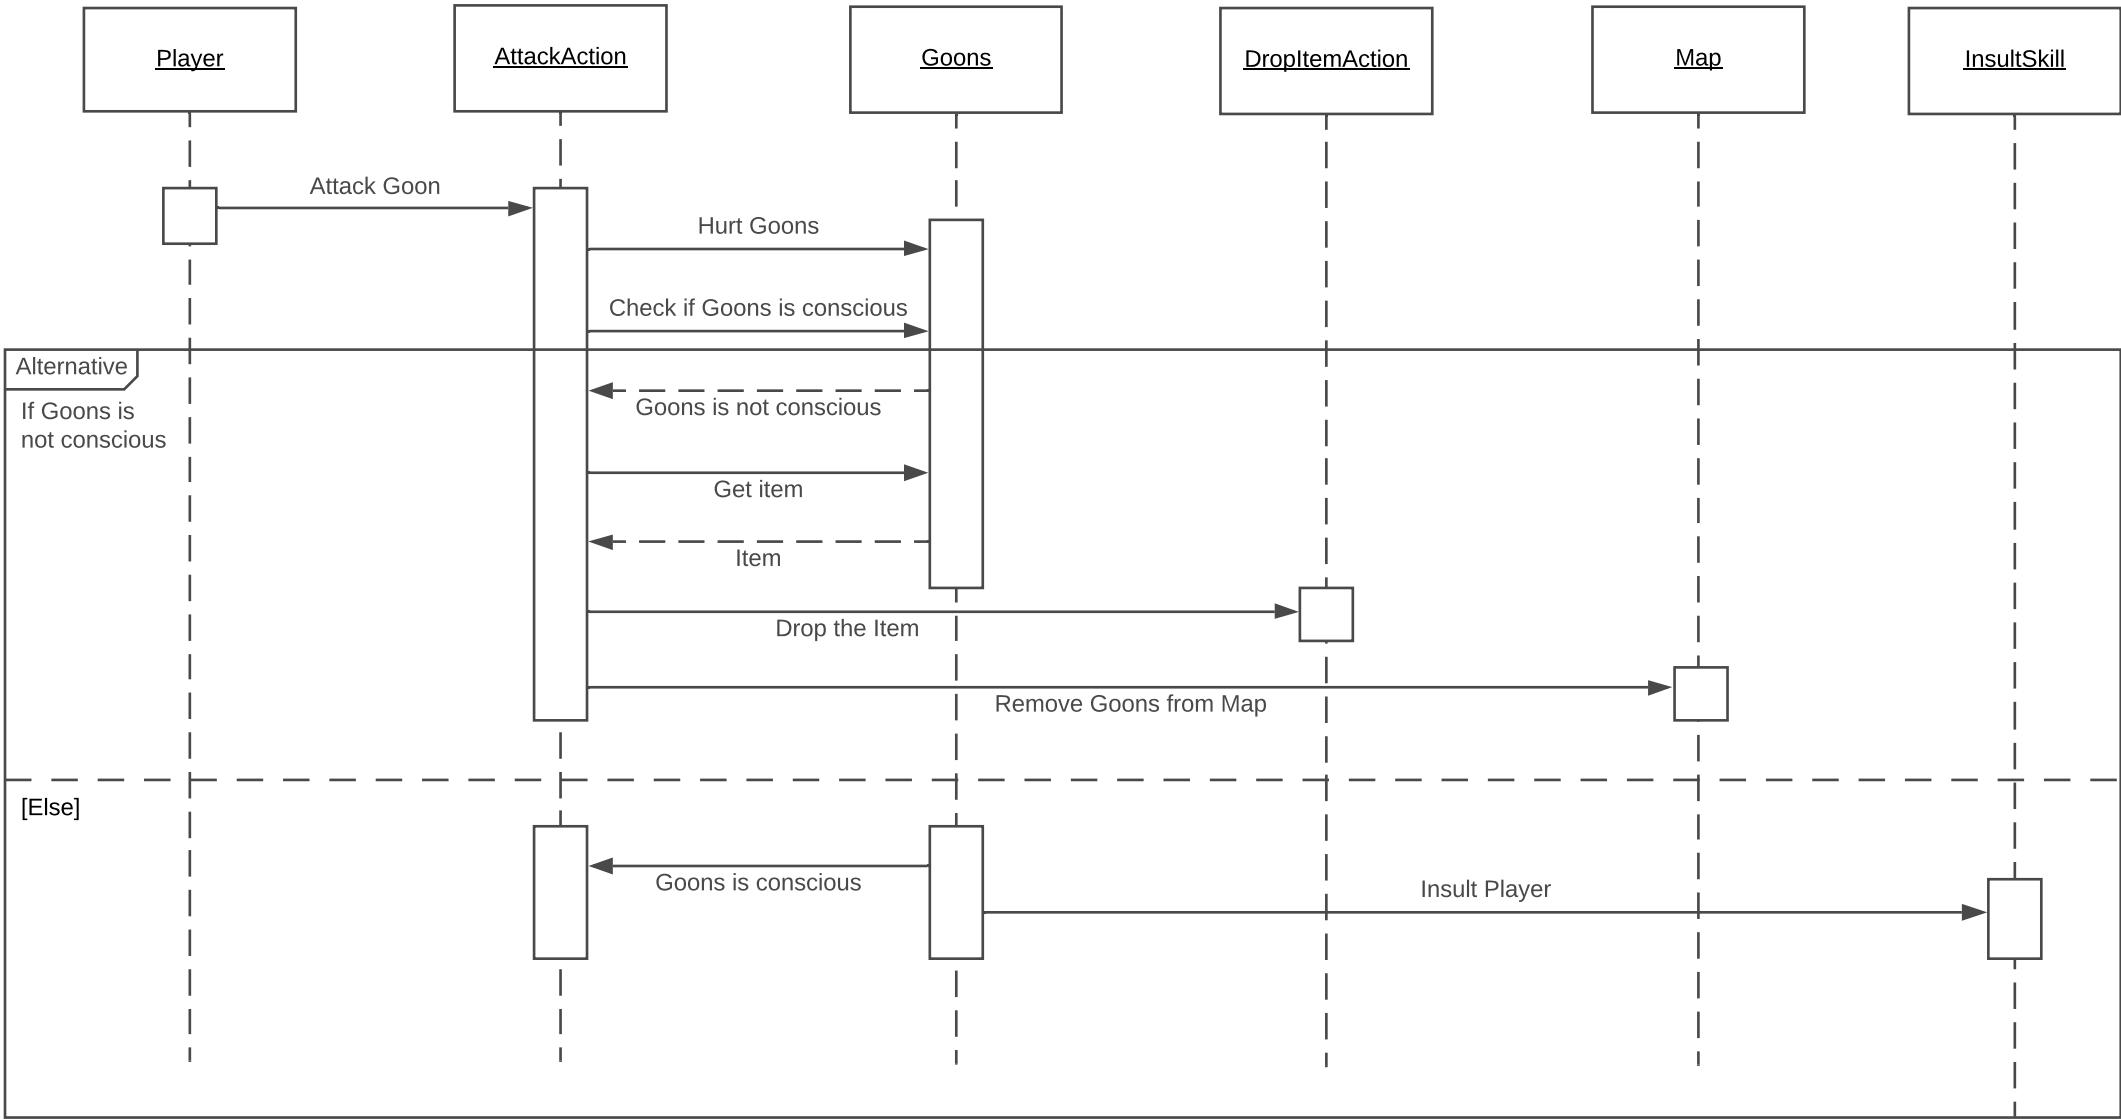 Player
AttackAction
Goons
DropItemAction
Map
InsultSkill
Attack Goon
Hurt Goons
Check if Goons is conscious
Alternative
If Goons is
not conscious
Goons is not conscious
Get item
Item
Drop the Item
Remove Goons from Map
[Else]
Goons is conscious
Insult Player